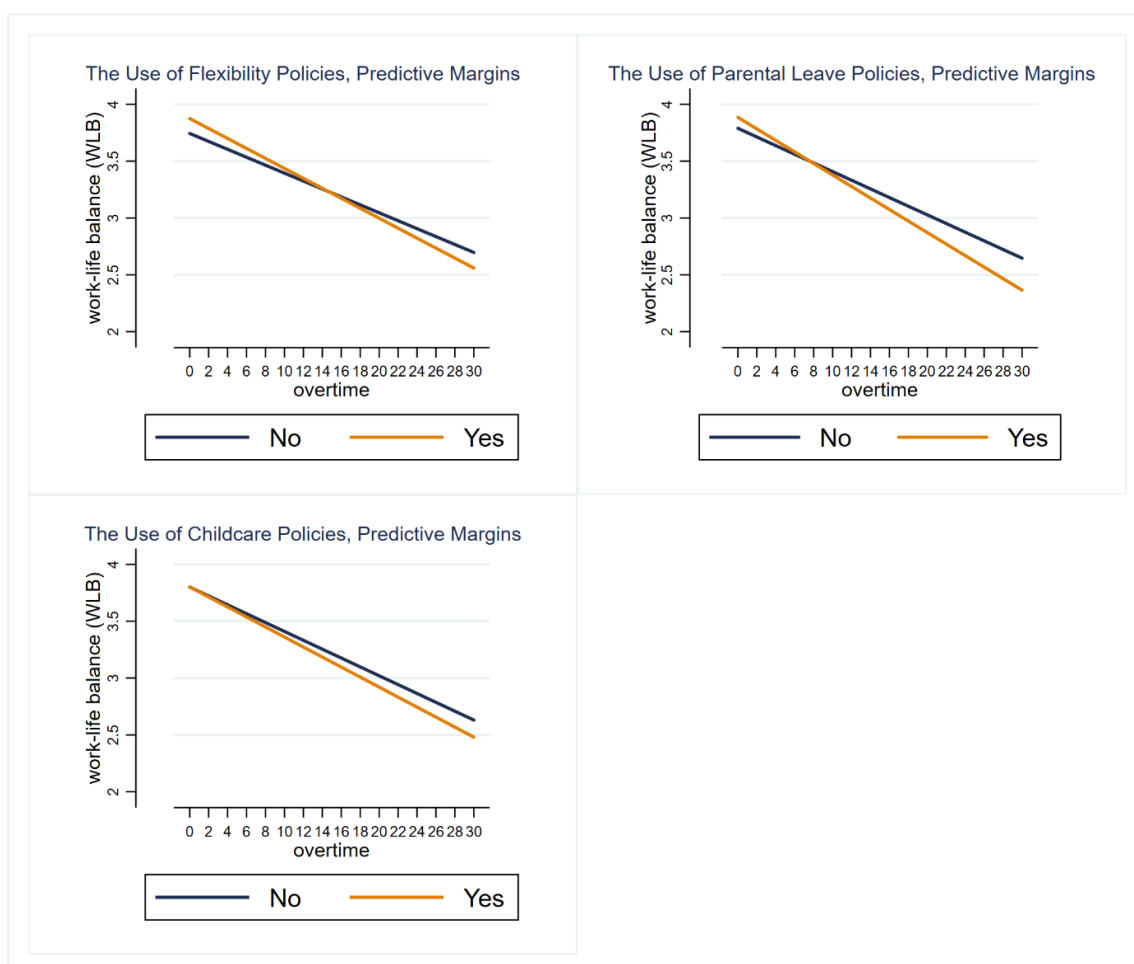 The Use of Flexibility Policies, Predictive Margins
work-life balance (WLB)
4
3.5
3
2.5
2
0 2 4 6 8 10 12 14 16 18 20 22 24 26 28 30
overtime
No Yes
The Use of Parental Leave Policies, Predictive Margins
work-life balance (WLB)
4
3.5
3
2.5
2
0 2 4 6 8 10 12 14 16 18 20 22 24 26 28 30
overtime
No Yes
The Use of Childcare Policies, Predictive Margins
work-life balance (WLB)
4
3.5
3
2.5
2
0 2 4 6 8 10 12 14 16 18 20 22 24 26 28 30
overtime
No Yes